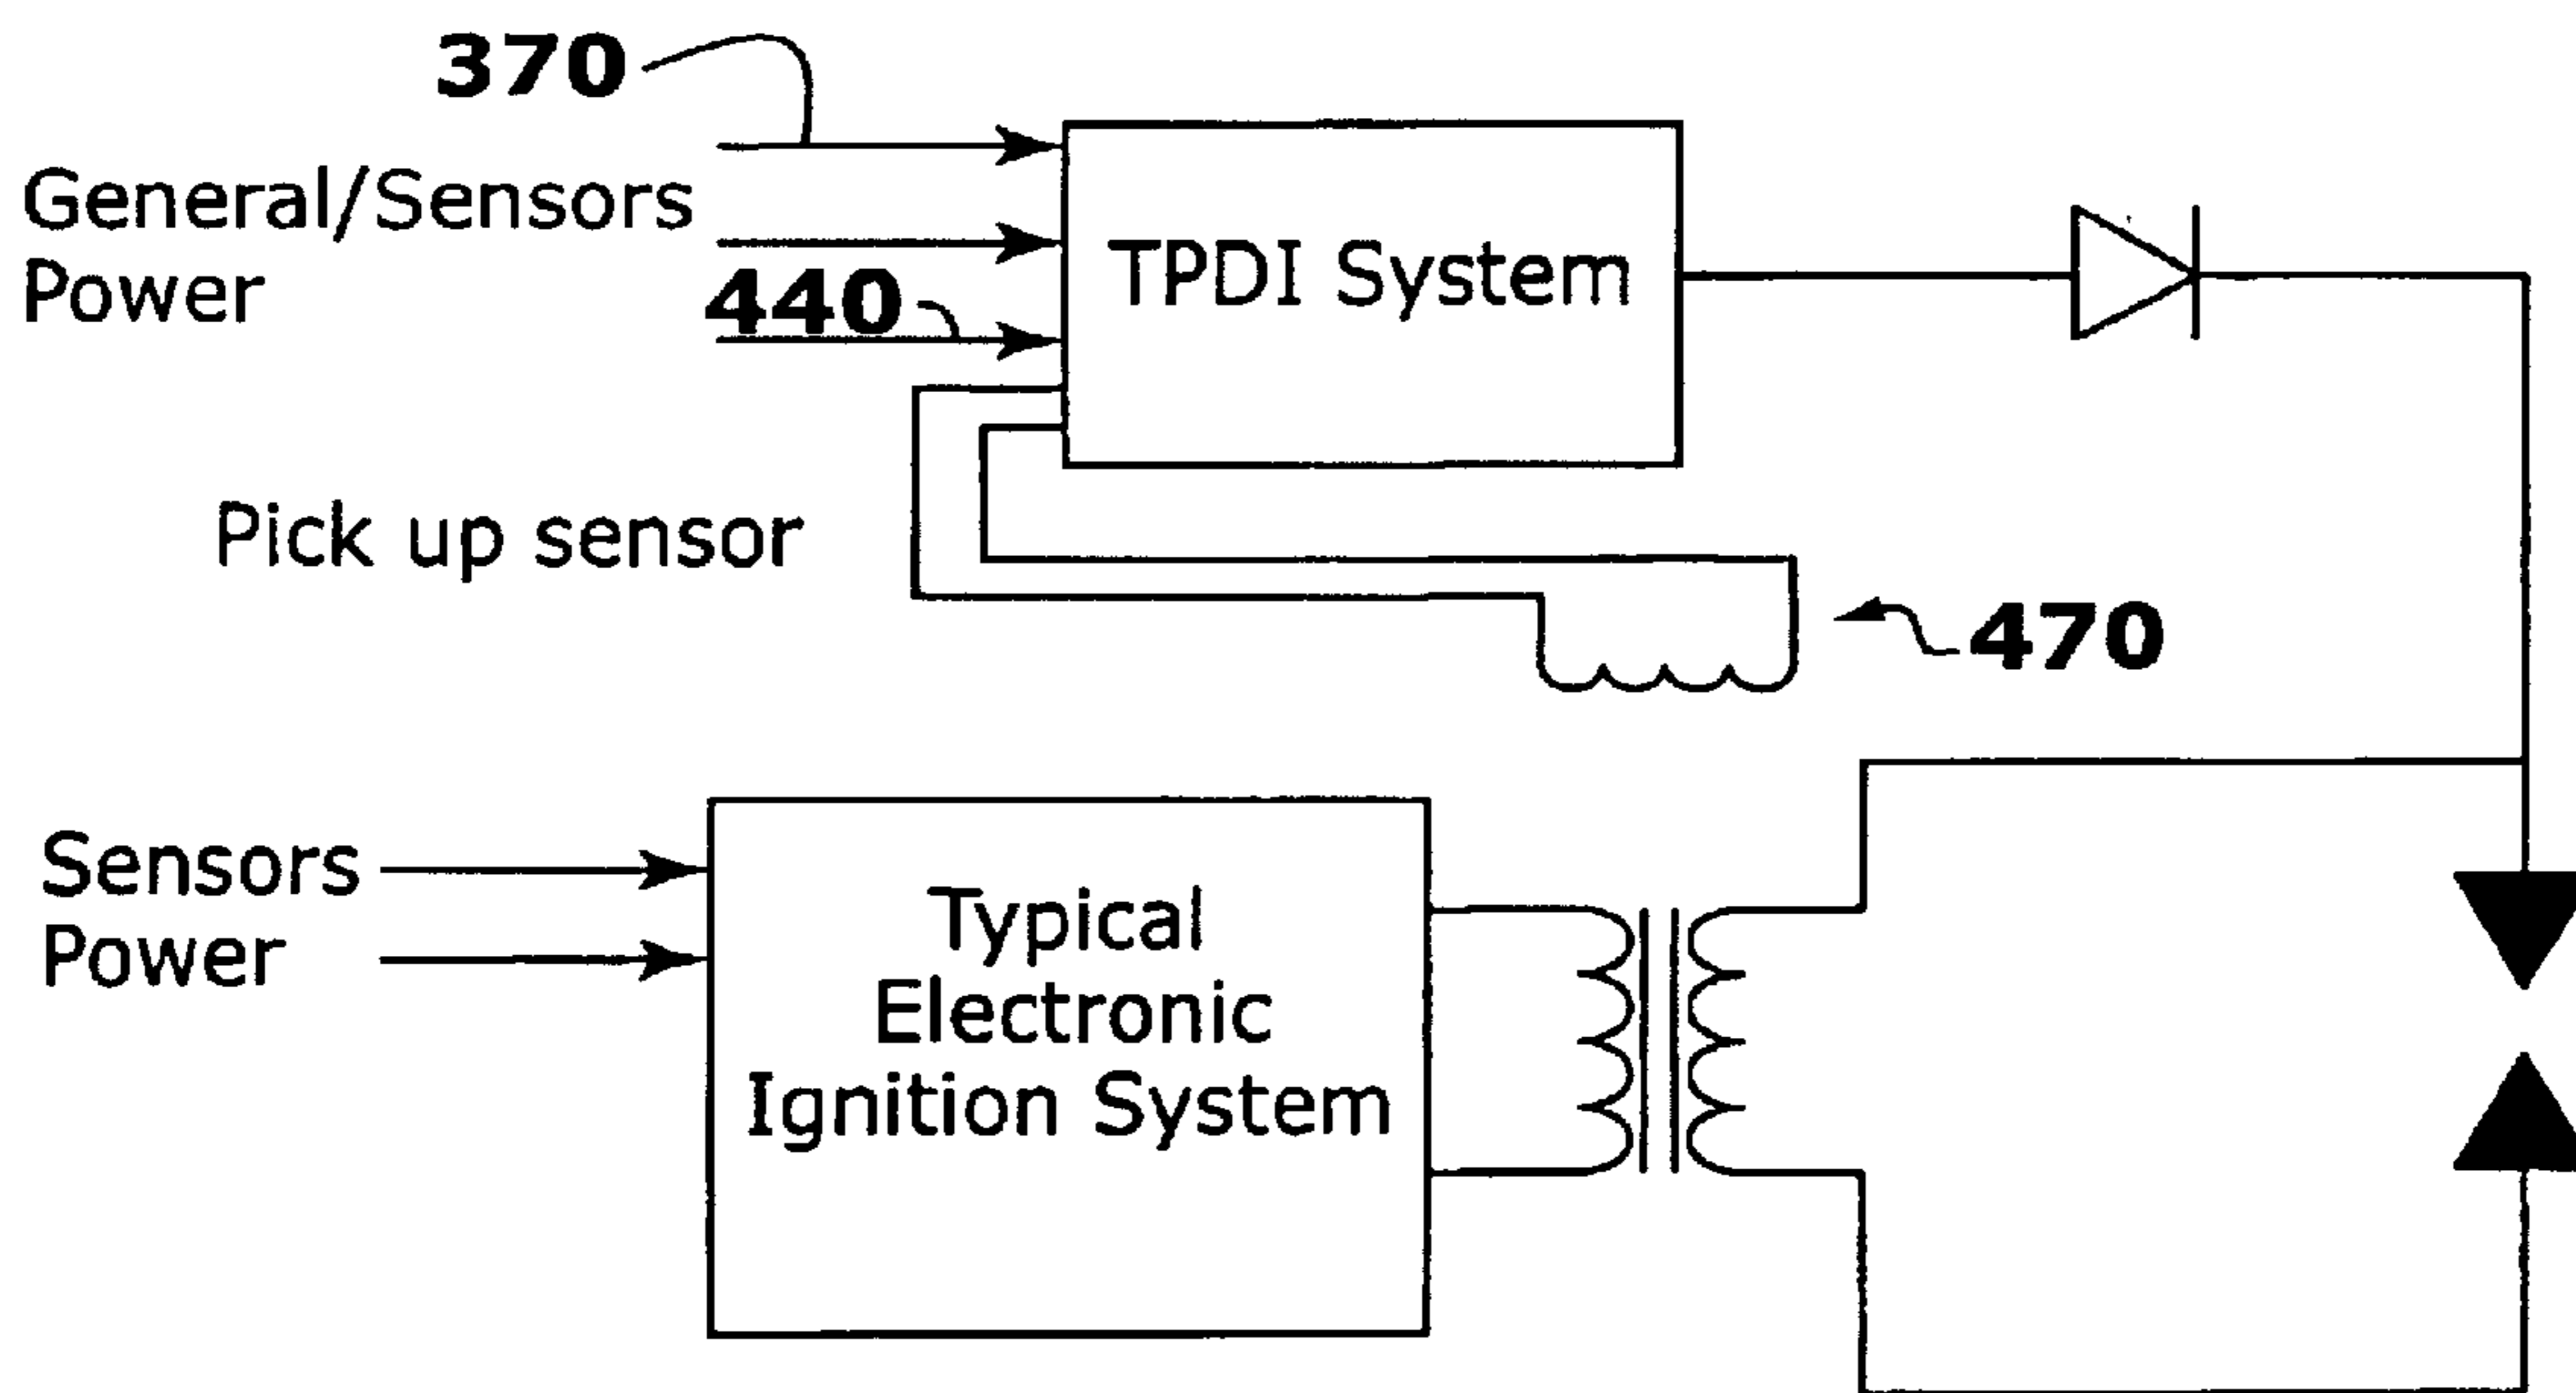 370
General/Sensors
Power
440
TPDI System
Pick up sensor
470
Sensors
Power
Typical
Electronic
Ignition System